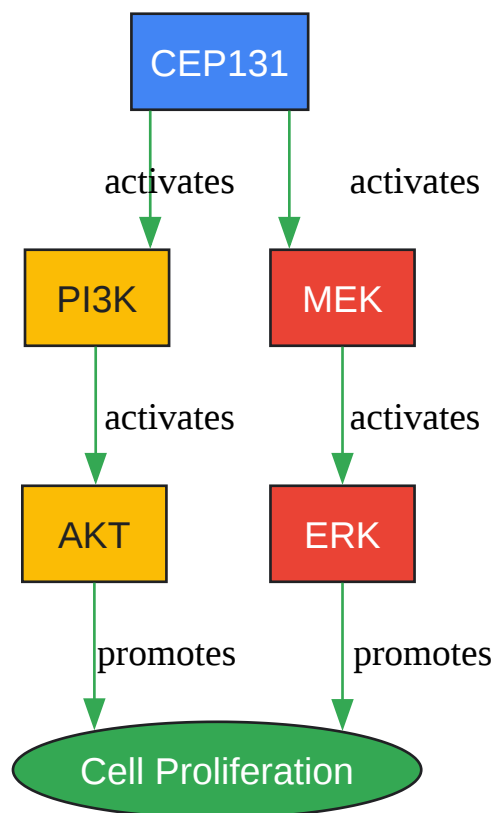 CEP131
activates activates
PI3K MEK
activates activates
AKT ERK
promotes promotes
Cell Proliferation